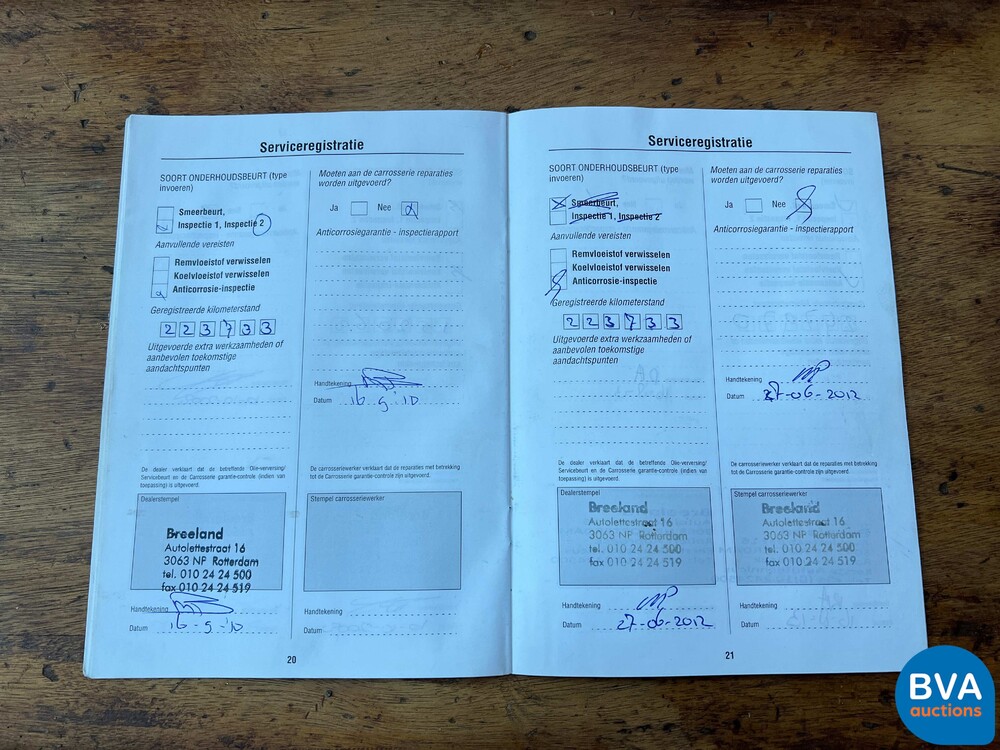 Serviceregistratie
SOORT ONDERHOUDSBEURT (type
invoeren)
Smeerbeurt,
Inspectie 1, Inspectie 2
Aanvullende vereisten
Remvloeistof verwisselen
Koelvloeistof verwisselen
Anticorrosie-inspectie
Geregistreerde kilometerstand
2 2 3 7 3 3
Uitgevoerde extra werkzaamheden of
aanbevolen toekomstige
aandachtspunten
De dealer verklaart dat de betreffende Olie-verversing/
Servicebeurt en de Carrosserie garantie-controle (indien van
toepassing) is uitgevoerd.
Dealerstempel
Breeland
Autolettestraat 16
3063 NP Rotterdam
tel. 010 24 24 500
fax 010 24 24 519
Handtekening
Datum 16-9-'10
Moeten aan de carrosserie reparaties
worden uitgevoerd?
Ja Nee
Anticorrosiegarantie - inspectierapport
Handtekening
Datum 16 9 '10
De carrosseriewerker verklaart dat de reparaties met betrekking
tot de Carrosserie garantie-controle zijn uitgevoerd.
Stempel carrosseriewerker
Handtekening
Datum
20
Serviceregistratie
SOORT ONDERHOUDSBEURT (type
invoeren)
Smeerbeurt,
Inspectie 1, Inspectie 2
Aanvullende vereisten
Remvloeistof verwisselen
Koelvloeistof verwisselen
Anticorrosie-inspectie
Geregistreerde kilometerstand
2 2 3 7 3 3
Uitgevoerde extra werkzaamheden of
aanbevolen toekomstige
aandachtspunten
De dealer verklaart dat de betreffende Olie-verversing/
Servicebeurt en de Carrosserie garantie-controle (indien van
toepassing) is uitgevoerd.
Dealerstempel
Breeland
Autolettestraat 16
3063 NP Rotterdam
tel. 010 24 24 500
fax 010 24 24 519
Handtekening
Datum 27-06-2012
Moeten aan de carrosserie reparaties
worden uitgevoerd?
Ja Nee
Anticorrosiegarantie - inspectierapport
Handtekening
Datum 27-06-2012
De carrosseriewerker verklaart dat de reparaties met betrekking
tot de Carrosserie garantie-controle zijn uitgevoerd.
Stempel carrosseriewerker
Breeland
Autolettestraat 16
3063 NP Rotterdam
tel. 010 24 24 500
fax 010 24 24 519
Handtekening
Datum
21
BVA
auctions